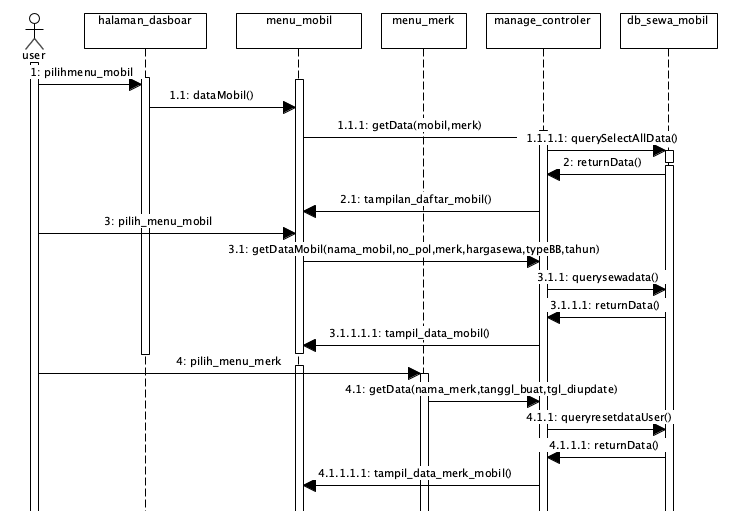 halaman_dasboar
menu_mobil
menu_merk
manage_controler
db_sewa_mobil
user
1: pilihmenu_mobil
1.1: dataMobil()
1.1.1: getData(mobil,merk)
1.1.1.1: querySelectAllData()
2: returnData()
2.1: tampilan_daftar_mobil()
3: pilih_menu_mobil
3.1: getDataMobil(nama_mobil,no_pol,merk,hargasewa,typeBB,tahun)
3.1.1: querysewadata()
3.1.1.1: returnData()
3.1.1.1.1: tampil_data_mobil()
4: pilih_menu_merk
4.1: getData(nama_merk,tanggl_buat,tgl_diupdate)
4.1.1: queryresetdataUser()
4.1.1.1: returnData()
4.1.1.1.1: tampil_data_merk_mobil()